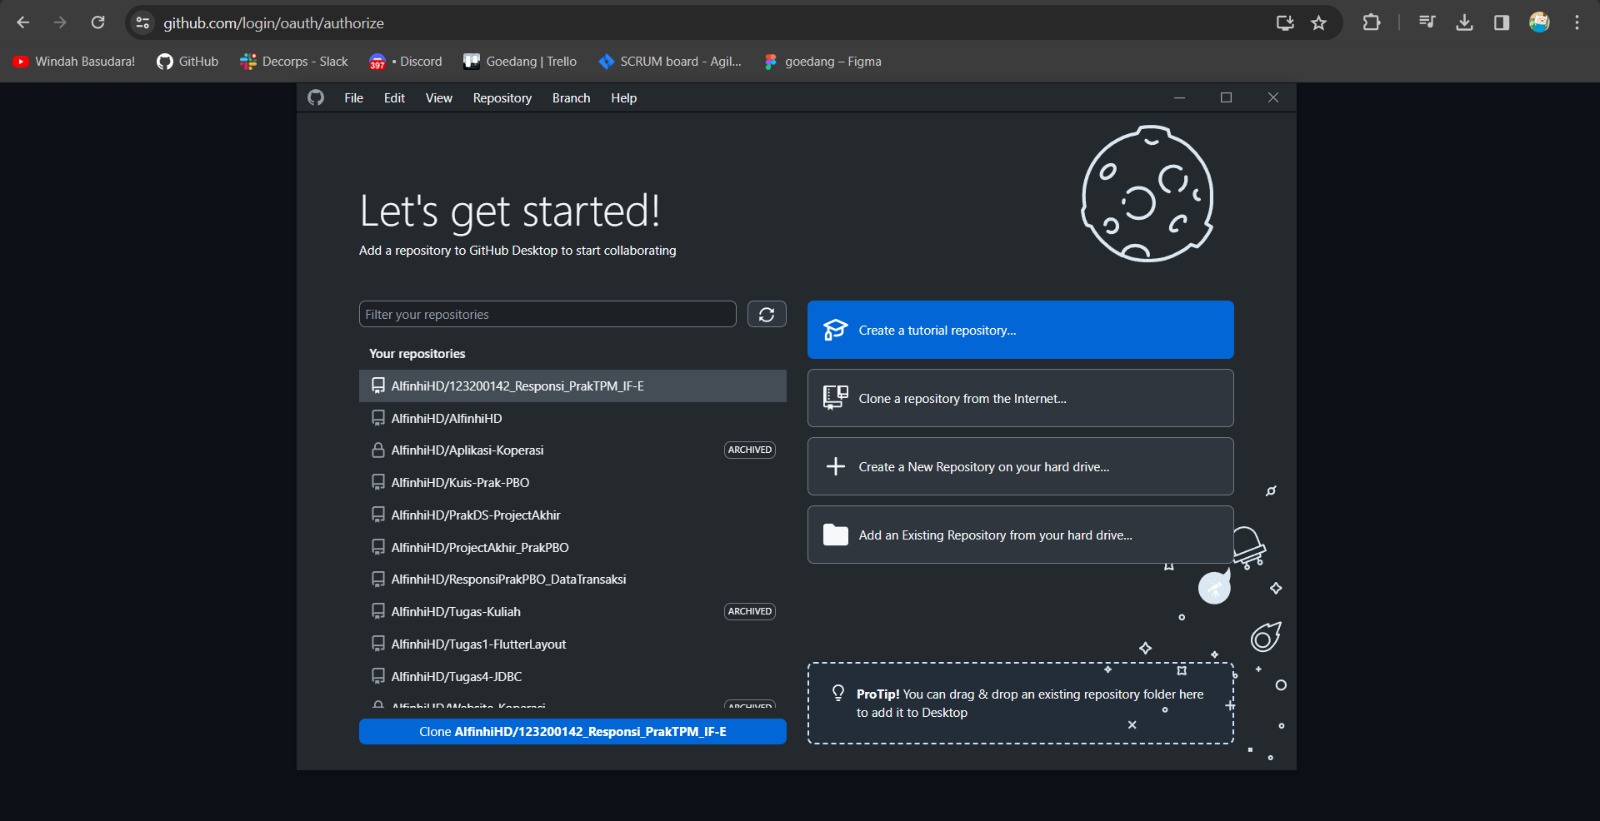 github.com/login/oauth/authorize
Windah Basudara!
GitHub
Decorps - Slack
397
• Discord
Goedang | Trello
SCRUM board - Agil...
goedang – Figma
File
Edit
View
Repository
Branch
Help
Let's get started!
Add a repository to GitHub Desktop to start collaborating
Filter your repositories
Your repositories
AlfinhiHD/123200142_Responsi_PrakTPM_IF-E
AlfinhiHD/AlfinhiHD
AlfinhiHD/Aplikasi-Koperasi
ARCHIVED
AlfinhiHD/Kuis-Prak-PBO
AlfinhiHD/PrakDS-ProjectAkhir
AlfinhiHD/ProjectAkhir_PrakPBO
AlfinhiHD/ResponsiPrakPBO_DataTransaksi
AlfinhiHD/Tugas-Kuliah
ARCHIVED
AlfinhiHD/Tugas1-FlutterLayout
AlfinhiHD/Tugas4-JDBC
AlfinhiHD/Website-Koperasi
ARCHIVED
Clone AlfinhiHD/123200142_Responsi_PrakTPM_IF-E
Create a tutorial repository...
Clone a repository from the Internet...
Create a New Repository on your hard drive...
Add an Existing Repository from your hard drive...
ProTip! You can drag & drop an existing repository folder here
to add it to Desktop